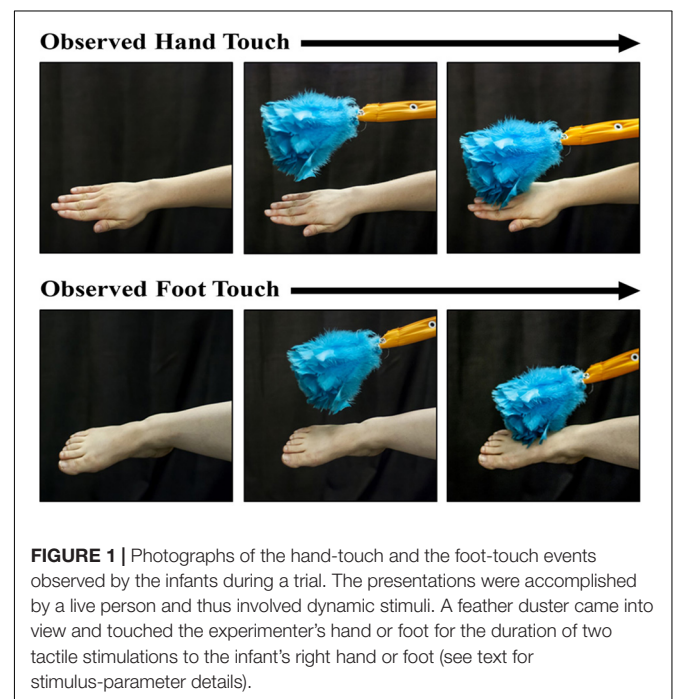 Observed Hand Touch
Observed Foot Touch
FIGURE 1 | Photographs of the hand-touch and the foot-touch events
observed by the infants during a trial. The presentations were accomplished
by a live person and thus involved dynamic stimuli. A feather duster came into
view and touched the experimenter's hand or foot for the duration of two
tactile stimulations to the infant's right hand or foot (see text for
stimulus-parameter details).